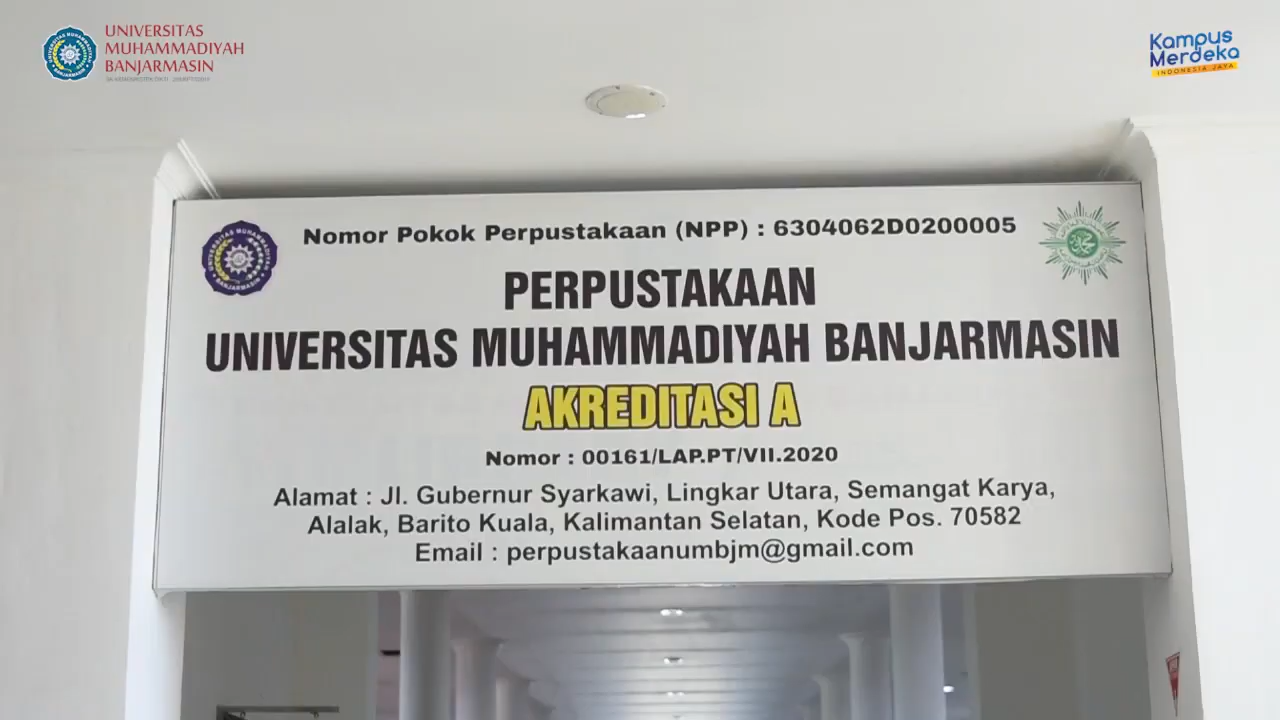 UNIVERSITAS
MUHAMMADIYAH
BANJARMASIN
Kampus
Merdeka
INDONESIA JAYA
Nomor Pokok Perpustakaan (NPP) : 6304062D0200005
PERPUSTAKAAN
UNIVERSITAS MUHAMMADIYAH BANJARMASIN
AKREDITASI A
Nomor : 00161/LAP.PT/VII.2020
Alamat : Jl. Gubernur Syarkawi, Lingkar Utara, Semangat Karya,
Alalak, Barito Kuala, Kalimantan Selatan, Kode Pos. 70582
Email : perpustakaanumbjm@gmail.com